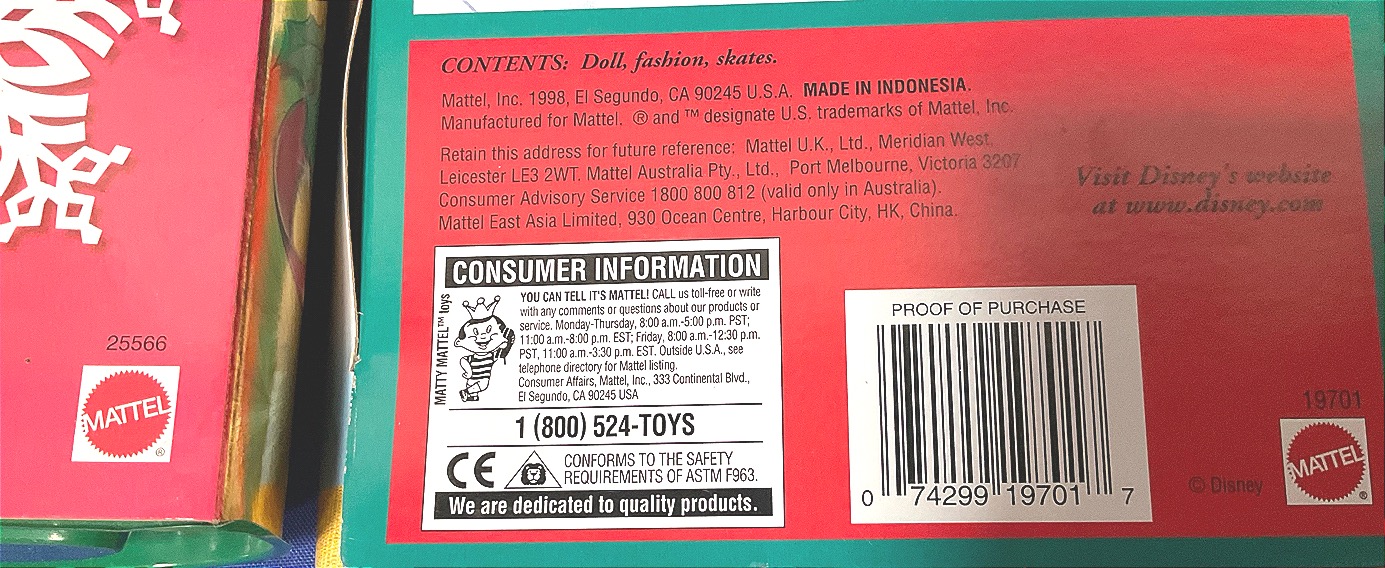 25566
MATTEL
®
CONTENTS: Doll, fashion, skates.
Mattel, Inc. 1998, El Segundo, CA 90245 U.S.A. MADE IN INDONESIA.
Manufactured for Mattel. ® and ™ designate U.S. trademarks of Mattel, Inc.
Retain this address for future reference: Mattel U.K., Ltd., Meridian West,
Leicester LE3 2WT. Mattel Australia Pty., Ltd., Port Melbourne, Victoria 3207
Consumer Advisory Service 1800 800 812 (valid only in Australia).
Mattel East Asia Limited, 930 Ocean Centre, Harbour City, HK, China.
Visit Disney's website
at www.disney.com
CONSUMER INFORMATION
MATTY MATTEL™ toys
YOU CAN TELL IT'S MATTEL! CALL us toll-free or write
with any comments or questions about our products or
service. Monday-Thursday, 8:00 a.m.-5:00 p.m. PST;
11:00 a.m.-8:00 p.m. EST; Friday, 8:00 a.m.-12:30 p.m.
PST, 11:00 a.m.-3:30 p.m. EST. Outside U.S.A., see
telephone directory for Mattel listing.
Consumer Affairs, Mattel, Inc., 333 Continental Blvd.,
El Segundo, CA 90245 USA
1 (800) 524-TOYS
CE
CONFORMS TO THE SAFETY
REQUIREMENTS OF ASTM F963.
We are dedicated to quality products.
PROOF OF PURCHASE
0 74299 19701 7
19701
MATTEL
®
© Disney